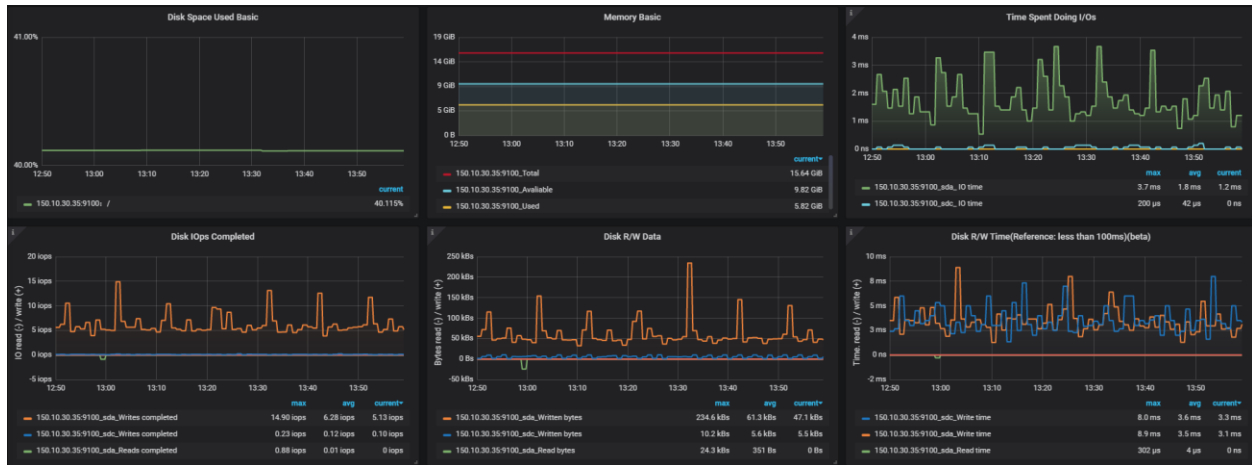 Disk Space Used Basic
41.00%
40.00%
12:50 13:00 13:10 13:20 13:30 13:40 13:50
current
150.10.30.35:9100: / 40.115%
Memory Basic
19 GiB
14 GiB
9 GiB
5 GiB
0 B
12:50 13:00 13:10 13:20 13:30 13:40 13:50
current
150.10.30.35:9100_Total 15.64 GiB
150.10.30.35:9100_Avaliable 9.82 GiB
150.10.30.35:9100_Used 5.82 GiB
i
Time Spent Doing I/Os
4 ms
3 ms
2 ms
1 ms
0 ns
12:50 13:00 13:10 13:20 13:30 13:40 13:50
max avg current
150.10.30.35:9100_sda_ IO time 3.7 ms 1.8 ms 1.2 ms
150.10.30.35:9100_sdc_ IO time 200 µs 42 µs 0 ns
i
Disk IOps Completed
IO read (-) / write (+)
20 iops
15 iops
10 iops
5 iops
0 iops
-5 iops
12:50 13:00 13:10 13:20 13:30 13:40 13:50
max avg current
150.10.30.35:9100_sda_Writes completed 14.90 iops 6.28 iops 5.13 iops
150.10.30.35:9100_sdc_Writes completed 0.23 iops 0.12 iops 0.10 iops
150.10.30.35:9100_sda_Reads completed 0.88 iops 0.01 iops 0 iops
i
Disk R/W Data
Bytes read (-) / write (+)
250 kBs
200 kBs
150 kBs
100 kBs
50 kBs
0 Bs
-50 kBs
12:50 13:00 13:10 13:20 13:30 13:40 13:50
max avg current
150.10.30.35:9100_sda_Written bytes 234.6 kBs 61.3 kBs 47.1 kBs
150.10.30.35:9100_sdc_Written bytes 10.2 kBs 5.6 kBs 5.5 kBs
150.10.30.35:9100_sda_Read bytes 24.3 kBs 351 Bs 0 Bs
i
Disk R/W Time(Reference: less than 100ms)(beta)
Time. read (-) / write (+)
10 ms
8 ms
5 ms
3 ms
0 ns
-2 ms
12:50 13:00 13:10 13:20 13:30 13:40 13:50
max avg current
150.10.30.35:9100_sdc_Write time 8.0 ms 3.6 ms 3.3 ms
150.10.30.35:9100_sda_Write time 8.9 ms 3.5 ms 3.1 ms
150.10.30.35:9100_sda_Read time 302 µs 4 µs 0 ns